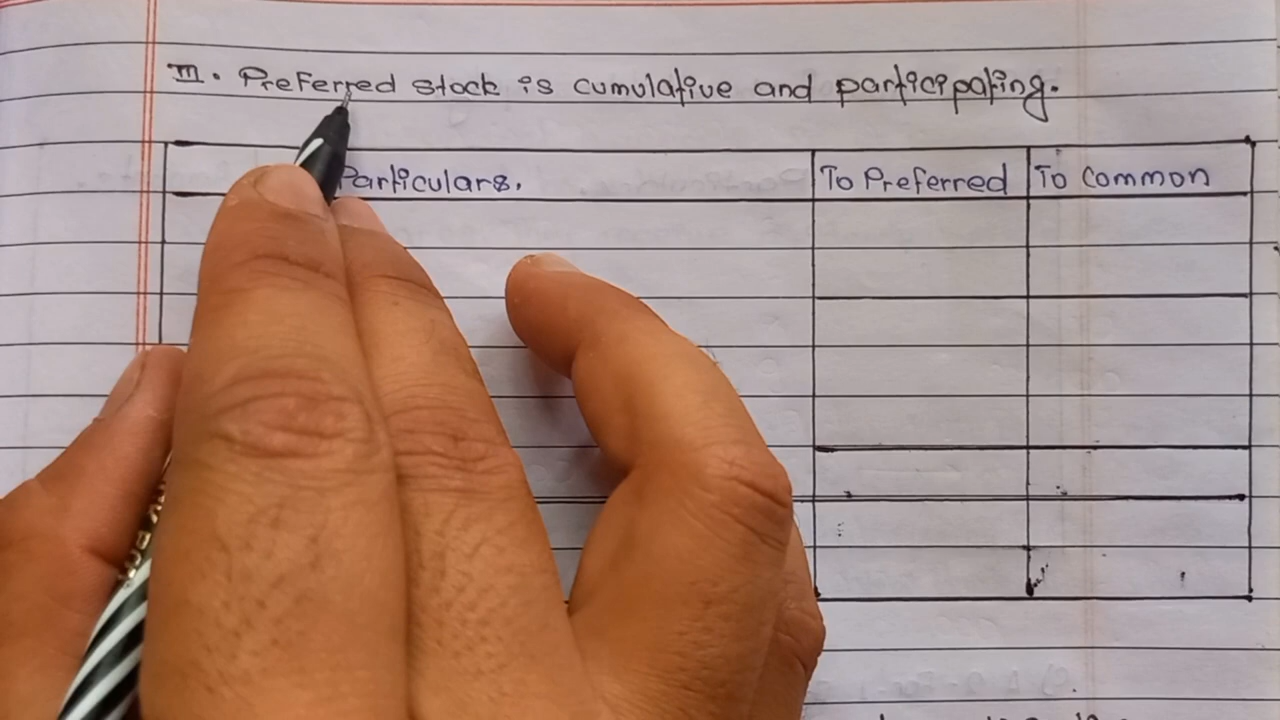 III. Preferred stock is cumulative and participating.
Particulars. To Preferred To Common